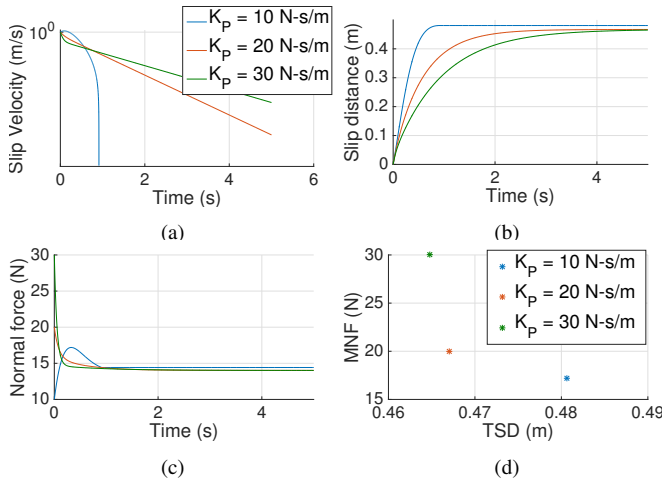 Slip Velocity (m/s)
10^0
K_P = 10 N-s/m
K_P = 20 N-s/m
K_P = 30 N-s/m
0 2 4 6
Time (s)
(a)
Slip distance (m)
0.4
0.3
0.2
0.1
0
0 2 4
Time (s)
(b)
Normal force (N)
30
25
20
15
10
0 2 4
Time (s)
(c)
MNF (N)
30
25
20
15
K_P = 10 N-s/m
K_P = 20 N-s/m
K_P = 30 N-s/m
0.46 0.47 0.48 0.49
TSD (m)
(d)